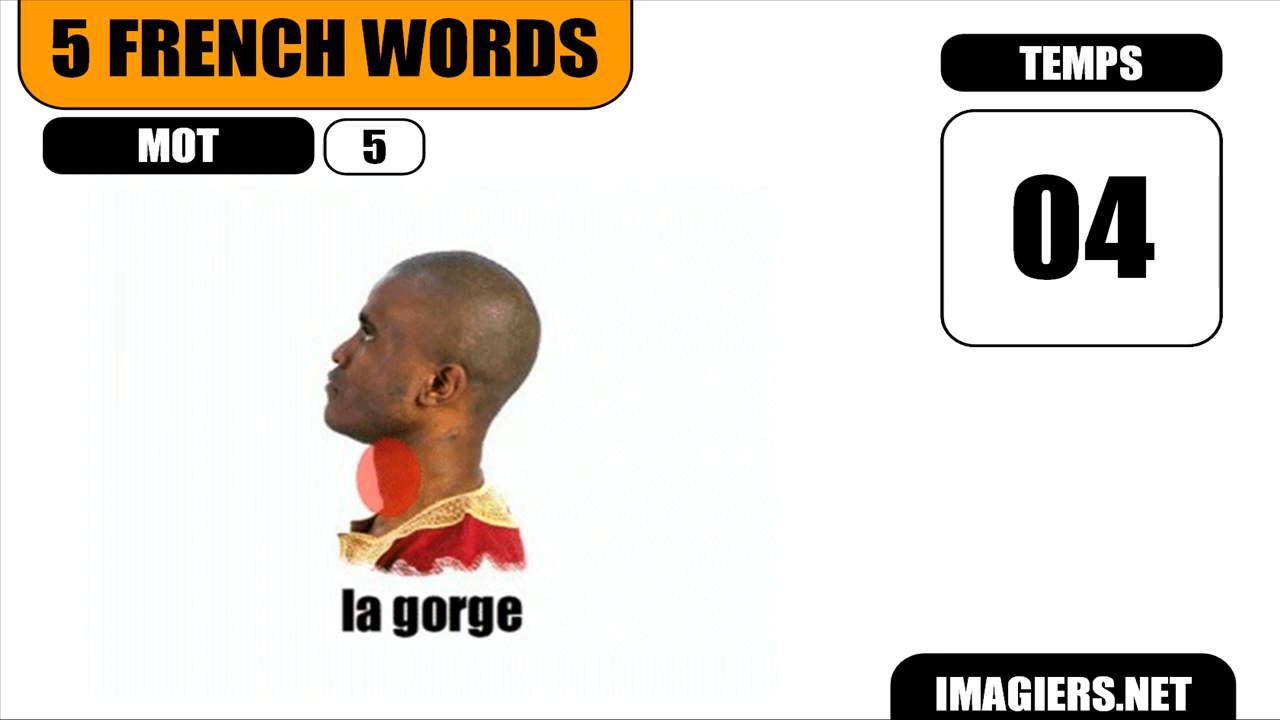 5 FRENCH WORDS
TEMPS
MOT 5
04
la gorge
IMAGIERS.NET